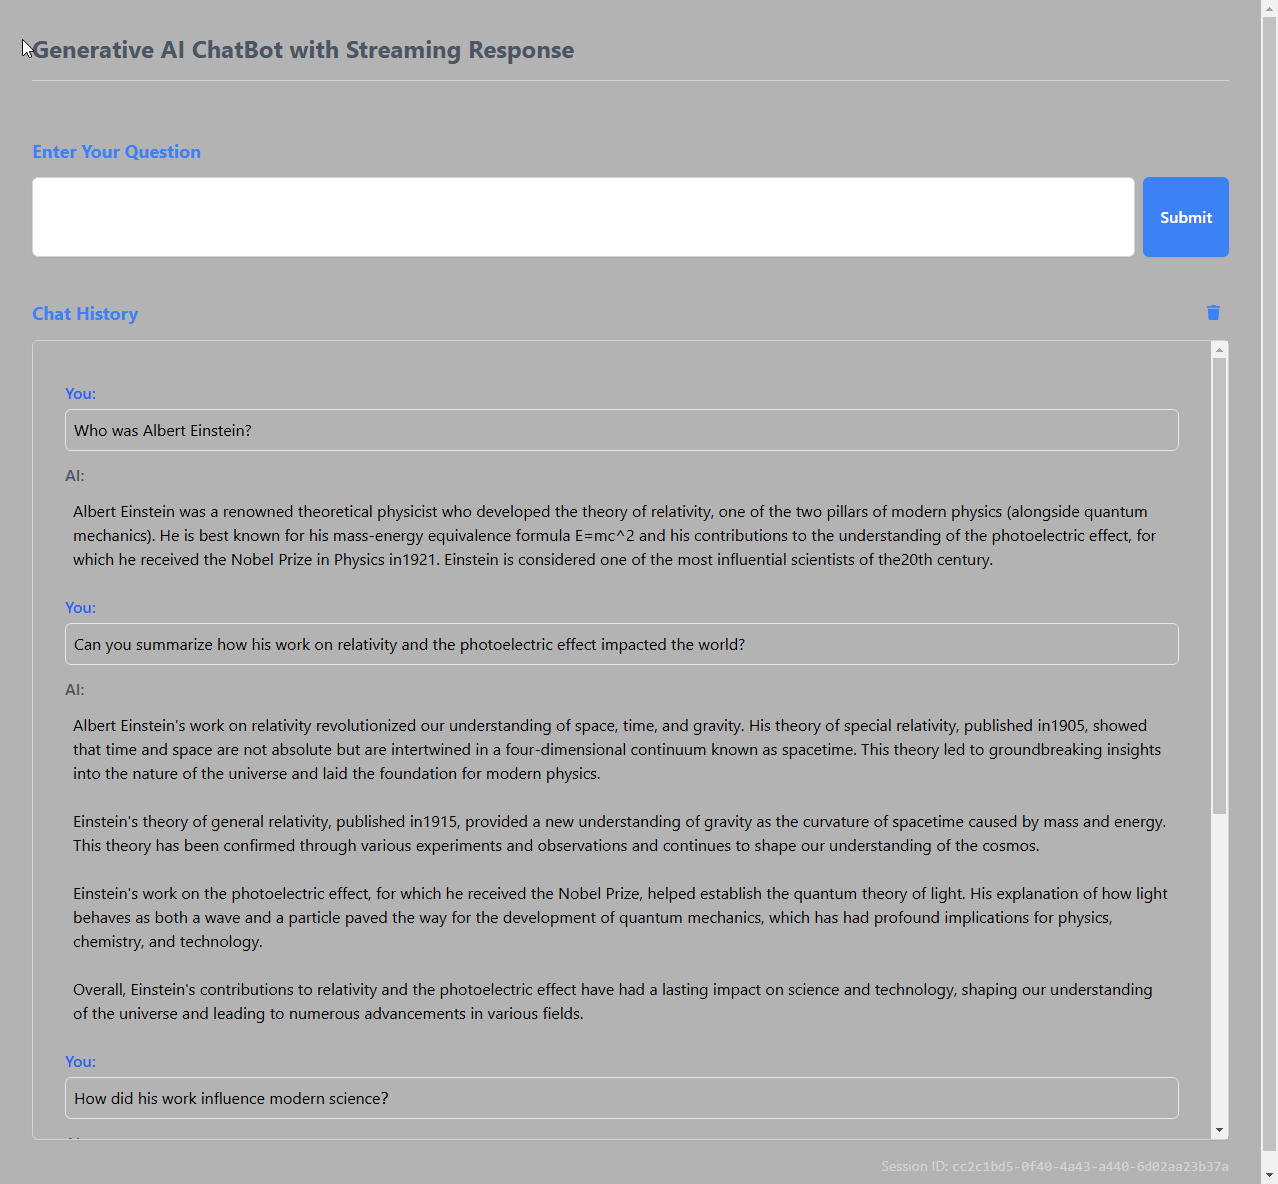 Generative AI ChatBot with Streaming Response
Enter Your Question
Submit
Chat History
You:
Who was Albert Einstein?
AI:
Albert Einstein was a renowned theoretical physicist who developed the theory of relativity, one of the two pillars of modern physics (alongside quantum
mechanics). He is best known for his mass-energy equivalence formula E=mc^2 and his contributions to the understanding of the photoelectric effect, for
which he received the Nobel Prize in Physics in1921. Einstein is considered one of the most influential scientists of the20th century.
You:
Can you summarize how his work on relativity and the photoelectric effect impacted the world?
AI:
Albert Einstein's work on relativity revolutionized our understanding of space, time, and gravity. His theory of special relativity, published in1905, showed
that time and space are not absolute but are intertwined in a four-dimensional continuum known as spacetime. This theory led to groundbreaking insights
into the nature of the universe and laid the foundation for modern physics.
Einstein's theory of general relativity, published in1915, provided a new understanding of gravity as the curvature of spacetime caused by mass and energy.
This theory has been confirmed through various experiments and observations and continues to shape our understanding of the cosmos.
Einstein's work on the photoelectric effect, for which he received the Nobel Prize, helped establish the quantum theory of light. His explanation of how light
behaves as both a wave and a particle paved the way for the development of quantum mechanics, which has had profound implications for physics,
chemistry, and technology.
Overall, Einstein's contributions to relativity and the photoelectric effect have had a lasting impact on science and technology, shaping our understanding
of the universe and leading to numerous advancements in various fields.
You:
How did his work influence modern science?
Session ID: cc2c1bd5-0f40-4a43-a440-6d02aa23b37a